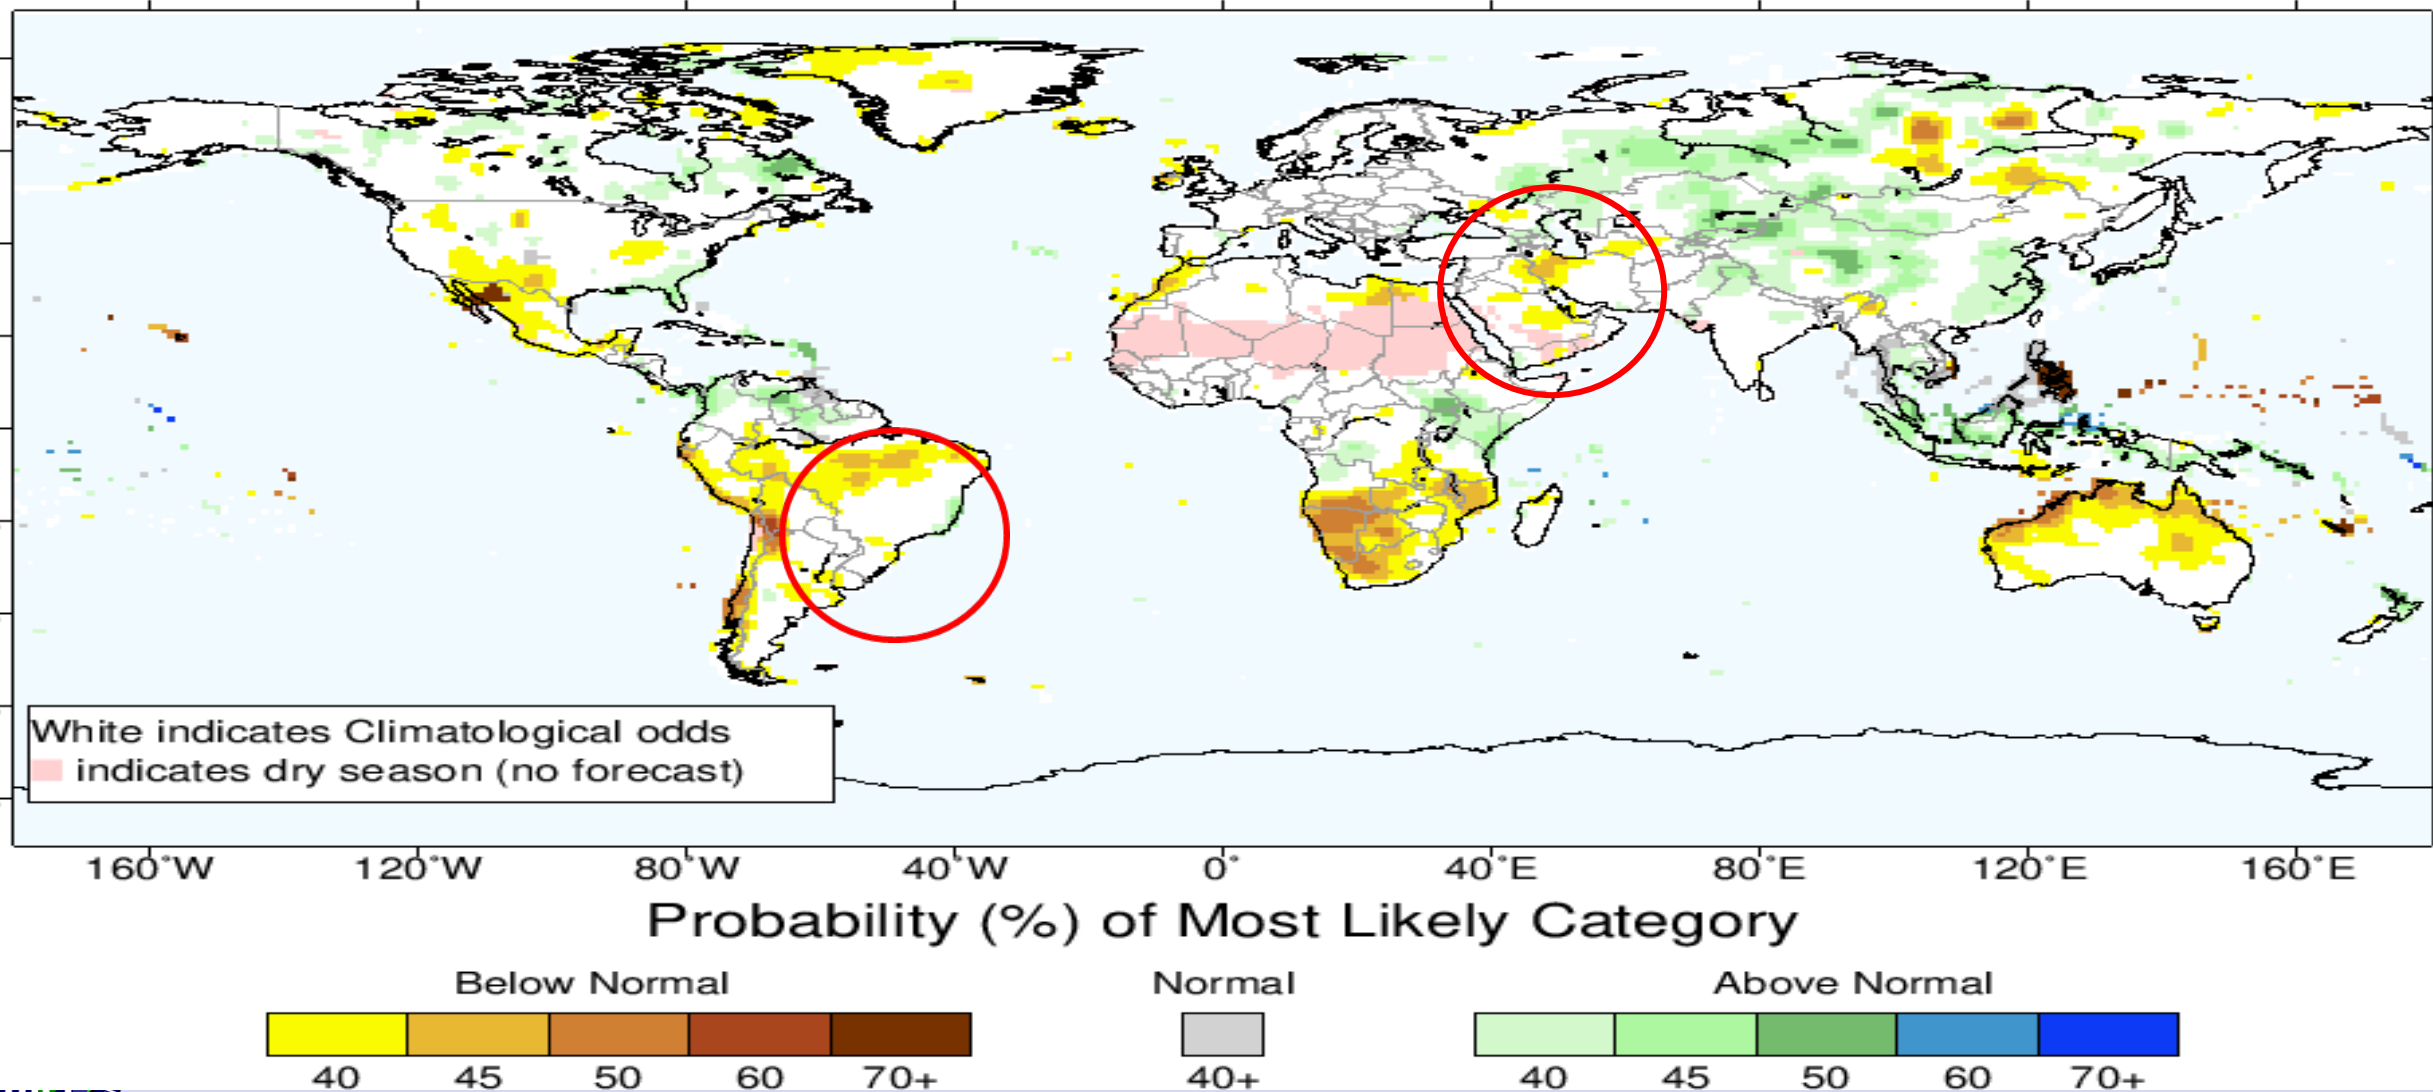 White indicates Climatological odds
indicates dry season (no forecast)
160°W 120°W 80°W 40°W 0° 40°E 80°E 120°E 160°E
Probability (%) of Most Likely Category
Below Normal Normal Above Normal
40 45 50 60 70+ 40+ 40 45 50 60 70+